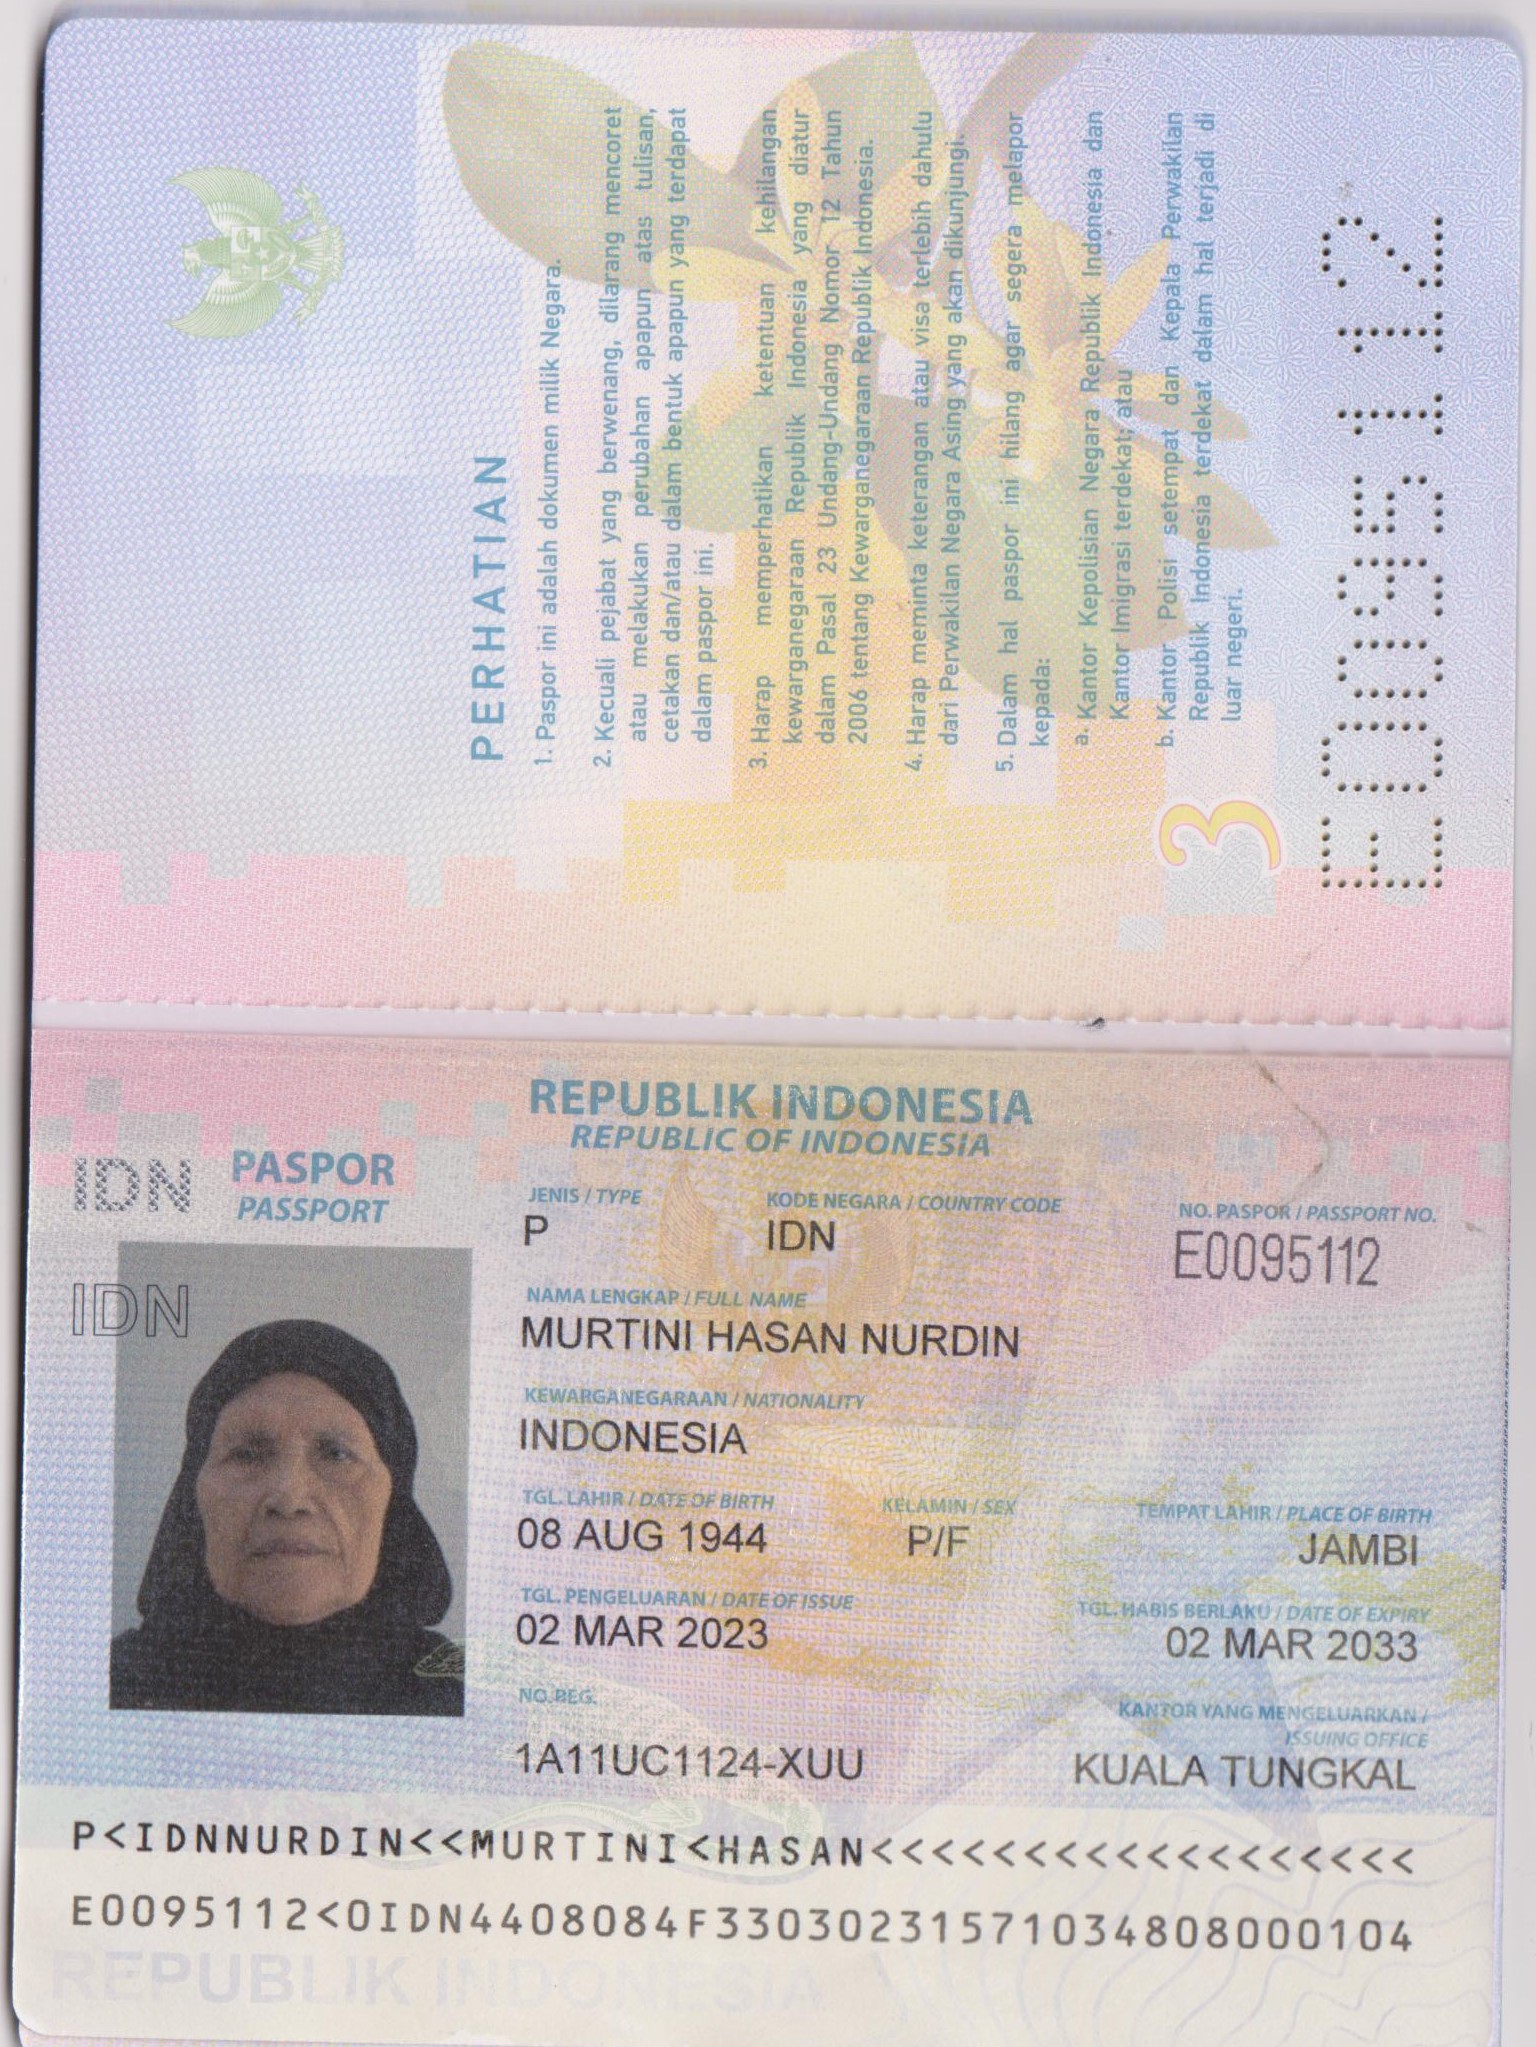 PERHATIAN
1. Paspor ini adalah dokumen milik Negara.
2. Kecuali pejabat yang berwenang, dilarang mencoret
atau melakukan perubahan apapun atas tulisan,
cetakan dan/atau dalam bentuk apapun yang terdapat
dalam paspor ini.
3. Harap memperhatikan ketentuan kehilangan
kewarganegaraan Republik Indonesia yang diatur
dalam Pasal 23 Undang-Undang Nomor 12 Tahun
2006 tentang Kewarganegaraan Republik Indonesia.
4. Harap meminta keterangan atau visa terlebih dahulu
dari Perwakilan Negara Asing yang akan dikunjungi.
5. Dalam hal paspor ini hilang agar segera melapor
kepada:
a. Kantor Kepolisian Negara Republik Indonesia dan
Kantor Imigrasi terdekat; atau
b. Kantor Polisi setempat dan Kepala Perwakilan
Republik Indonesia terdekat dalam hal terjadi di
luar negeri.
3
E0095112
REPUBLIK INDONESIA
REPUBLIC OF INDONESIA
IDN
PASPOR
PASSPORT
JENIS / TYPE
KODE NEGARA / COUNTRY CODE
NO. PASPOR / PASSPORT NO.
P
IDN
E0095112
IDN
NAMA LENGKAP / FULL NAME
MURTINI HASAN NURDIN
KEWARGANEGARAAN / NATIONALITY
INDONESIA
TGL. LAHIR / DATE OF BIRTH
KELAMIN / SEX
TEMPAT LAHIR / PLACE OF BIRTH
08 AUG 1944
P/F
JAMBI
TGL. PENGELUARAN / DATE OF ISSUE
TGL. HABIS BERLAKU / DATE OF EXPIRY
02 MAR 2023
02 MAR 2033
NO. REG.
KANTOR YANG MENGELUARKAN /
ISSUING OFFICE
1A11UC1124-XUU
KUALA TUNGKAL
P<IDNNURDIN<<MURTINI<HASAN<<<<<<<<<<<<<<<<<<
E0095112<0IDN4408084F3303023157103480800​0104
REPUBLIK INDONESIA